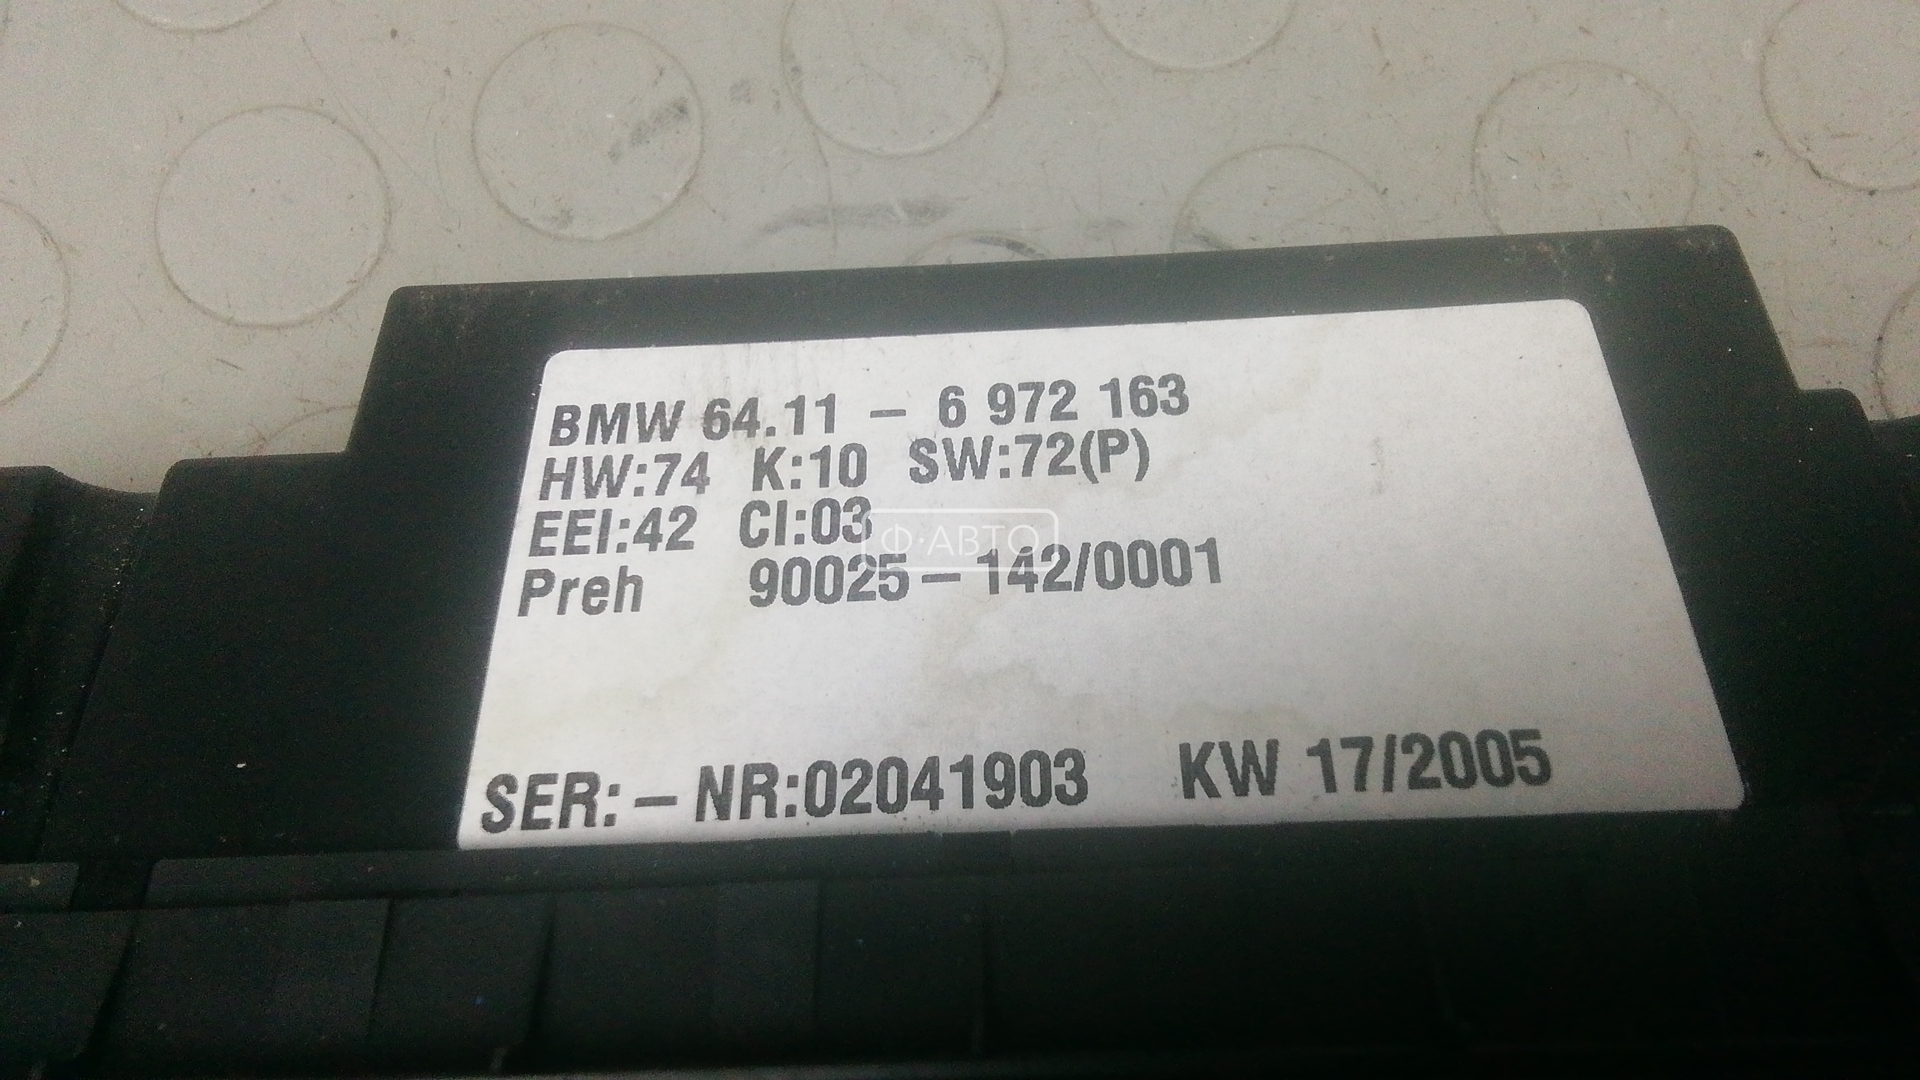 BMW 64.11 – 6 972 163
HW:74 K:10 SW:72(P)
EEI:42 CI:03
Ф·АВТО
Preh 90025–142/0001
SER:–NR:02041903 KW 17/2005